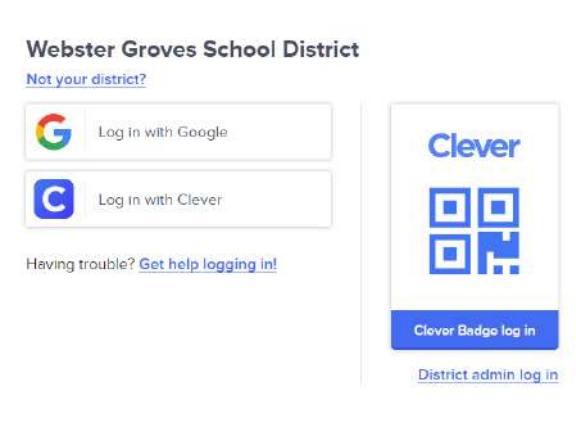 Webster Groves School District
Not your district?
Log in with Google
Log in with Clever
Having trouble? Get help logging in!
Clever
Clever Badge log in
District admin log in